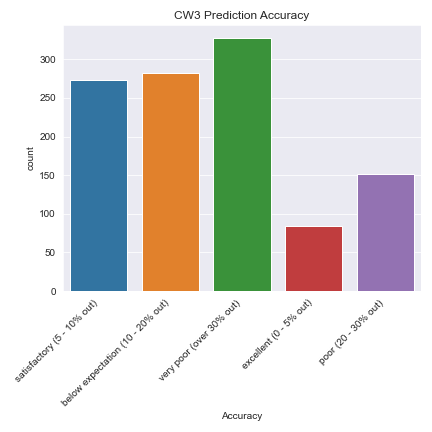 CW3 Prediction Accuracy
count
300
250
200
150
100
50
0
satisfactory (5 - 10% out)
below expectation (10 - 20% out)
very poor (over 30% out)
excellent (0 - 5% out)
poor (20 - 30% out)
Accuracy